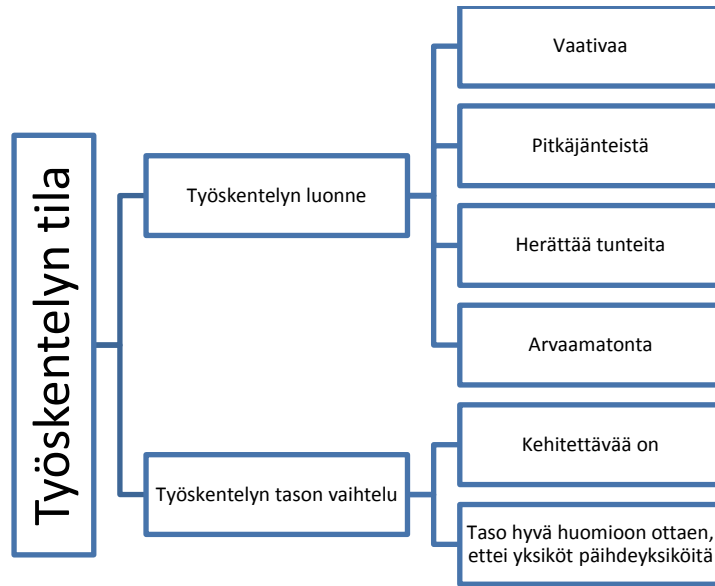 Työskentelyn tila
Työskentelyn luonne
Vaativaa
Pitkäjänteistä
Herättää tunteita
Arvaamatonta
Työskentelyn tason vaihtelu
Kehitettävää on
Taso hyvä huomioon ottaen,
ettei yksiköt päihdeyksiköitä